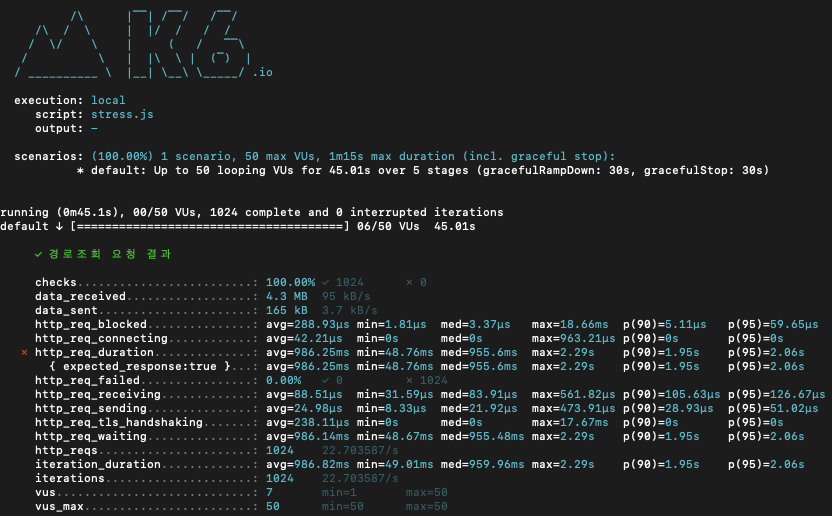 .io
execution: local
script: stress.js
output: -
scenarios: (100.00%) 1 scenario, 50 max VUs, 1m15s max duration (incl. graceful stop):
* default: Up to 50 looping VUs for 45.01s over 5 stages (gracefulRampDown: 30s, gracefulStop: 30s)
running (0m45.1s), 00/50 VUs, 1024 complete and 0 interrupted iterations
default ↓ [======================================] 06/50 VUs  45.01s
✓ 경로조회 요청 결과
checks.........................: 100.00% ✓ 1024      ✗ 0
data_received..................: 4.3 MB  95 kB/s
data_sent......................: 165 kB  3.7 kB/s
http_req_blocked...............: avg=288.93µs min=1.81µs  med=3.37µs   max=18.66ms  p(90)=5.11µs   p(95)=59.65µs
http_req_connecting............: avg=42.21µs  min=0s      med=0s       max=963.21µs p(90)=0s       p(95)=0s
✗ http_req_duration..............: avg=986.25ms min=48.76ms med=955.6ms  max=2.29s    p(90)=1.95s    p(95)=2.06s
{ expected_response:true }...: avg=986.25ms min=48.76ms med=955.6ms  max=2.29s    p(90)=1.95s    p(95)=2.06s
http_req_failed................: 0.00%   ✓ 0         ✗ 1024
http_req_receiving.............: avg=88.51µs  min=31.59µs med=83.91µs  max=561.82µs p(90)=105.63µs p(95)=126.67µs
http_req_sending...............: avg=24.98µs  min=8.33µs  med=21.92µs  max=473.91µs p(90)=28.93µs  p(95)=51.02µs
http_req_tls_handshaking.......: avg=238.11µs min=0s      med=0s       max=17.67ms  p(90)=0s       p(95)=0s
http_req_waiting...............: avg=986.14ms min=48.67ms med=955.48ms max=2.29s    p(90)=1.95s    p(95)=2.06s
http_reqs......................: 1024    22.703587/s
iteration_duration.............: avg=986.82ms min=49.01ms med=959.96ms max=2.29s    p(90)=1.95s    p(95)=2.06s
iterations.....................: 1024    22.703587/s
vus............................: 7       min=1       max=50
vus_max........................: 50      min=50      max=50